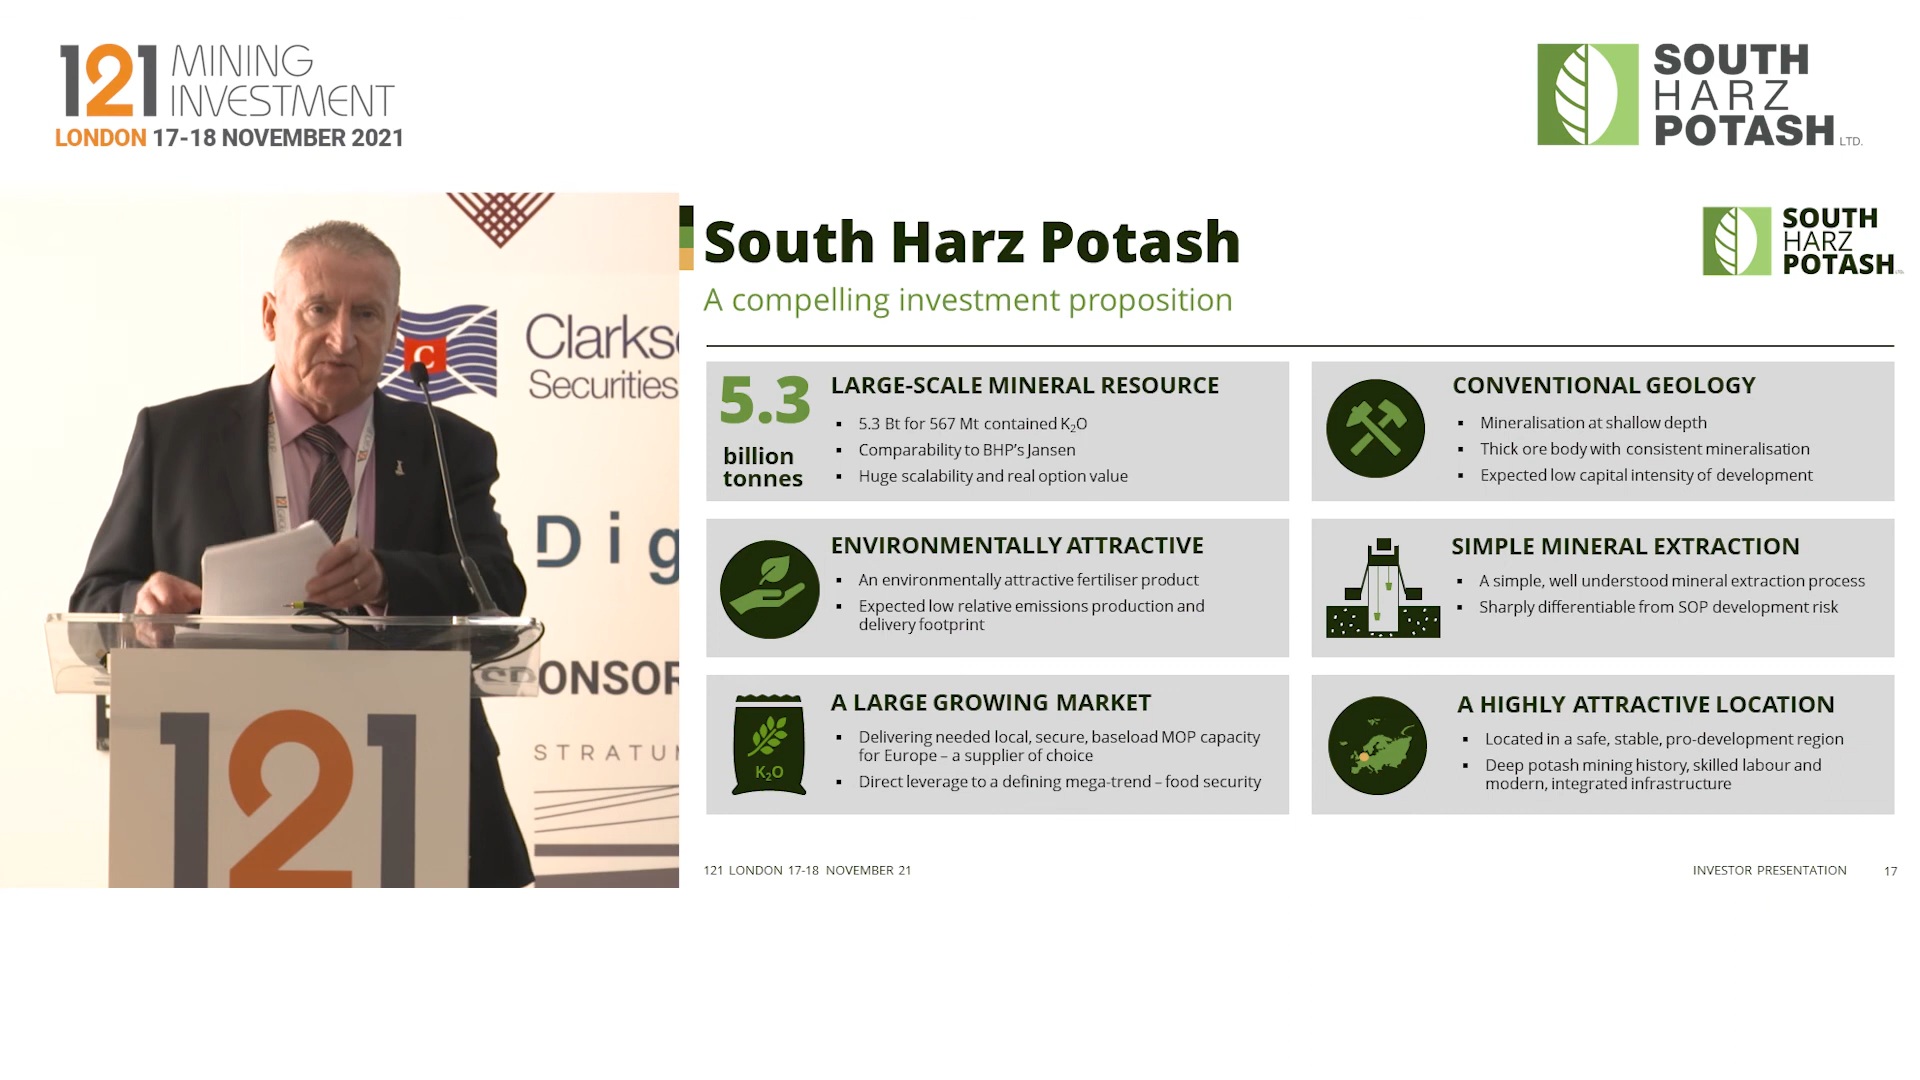 121 MINING
INVESTMENT
LONDON 17-18 NOVEMBER 2021
SOUTH
HARZ
POTASH LTD.
Clarks
Securities
Dig
ONSOR
STRATU
121
C
South Harz Potash
A compelling investment proposition
SOUTH
HARZ
POTASH
5.3
billion
tonnes
LARGE-SCALE MINERAL RESOURCE
▪ 5.3 Bt for 567 Mt contained K₂O
▪ Comparability to BHP’s Jansen
▪ Huge scalability and real option value
CONVENTIONAL GEOLOGY
▪ Mineralisation at shallow depth
▪ Thick ore body with consistent mineralisation
▪ Expected low capital intensity of development
ENVIRONMENTALLY ATTRACTIVE
▪ An environmentally attractive fertiliser product
▪ Expected low relative emissions production and
delivery footprint
SIMPLE MINERAL EXTRACTION
▪ A simple, well understood mineral extraction process
▪ Sharply differentiable from SOP development risk
K₂O
A LARGE GROWING MARKET
▪ Delivering needed local, secure, baseload MOP capacity
for Europe – a supplier of choice
▪ Direct leverage to a defining mega-trend – food security
A HIGHLY ATTRACTIVE LOCATION
▪ Located in a safe, stable, pro-development region
▪ Deep potash mining history, skilled labour and
modern, integrated infrastructure
121 LONDON 17-18 NOVEMBER 21
INVESTOR PRESENTATION 17